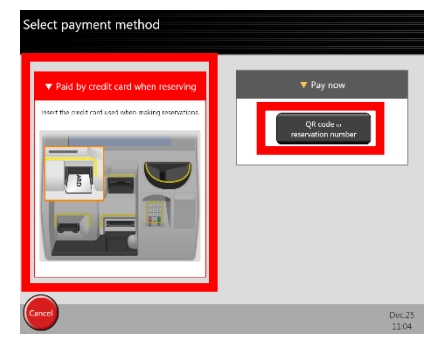 Select payment method
▼ Paid by credit card when reserving
Insert the credit card used when making reservations.
CARD
▼ Pay now
QR code or
reservation number
Cancel
Dec.25
11:04